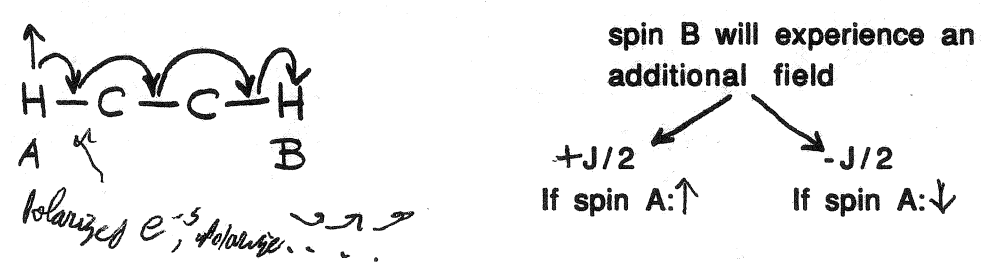 H – C – C – H
A B
Polarized e⁻s, polarize. . . .
spin B will experience an
additional field
+J/2 -J/2
If spin A:↑ If spin A:↓